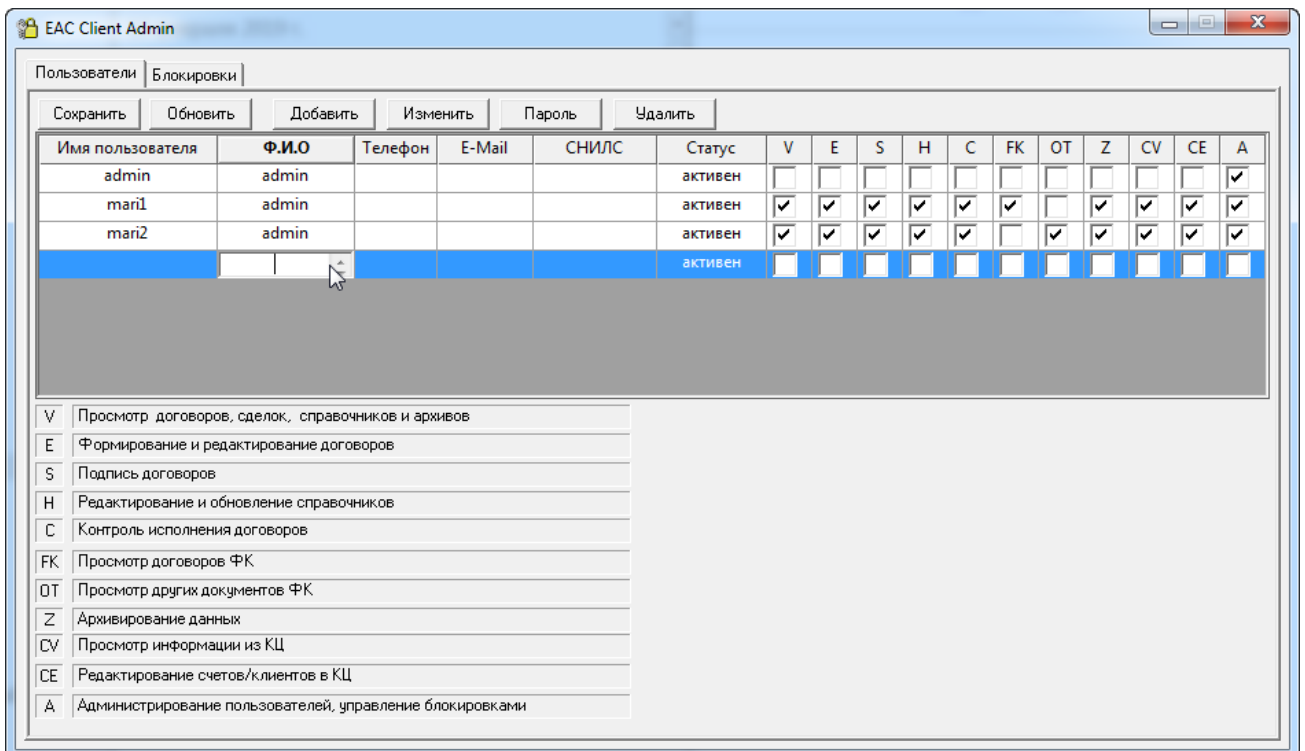 EAC Client Admin
Пользователи Блокировки
Сохранить Обновить Добавить Изменить Пароль Удалить
Имя пользователя Ф.И.О Телефон E-Mail СНИЛС Статус V E S H C FK OT Z CV CE A
admin admin активен
mari1 admin активен
mari2 admin активен
активен
V Просмотр договоров, сделок, справочников и архивов
E Формирование и редактирование договоров
S Подпись договоров
H Редактирование и обновление справочников
C Контроль исполнения договоров
FK Просмотр договоров ФК
OT Просмотр других документов ФК
Z Архивирование данных
CV Просмотр информации из КЦ
CE Редактирование счетов/клиентов в КЦ
A Администрирование пользователей, управление блокировками